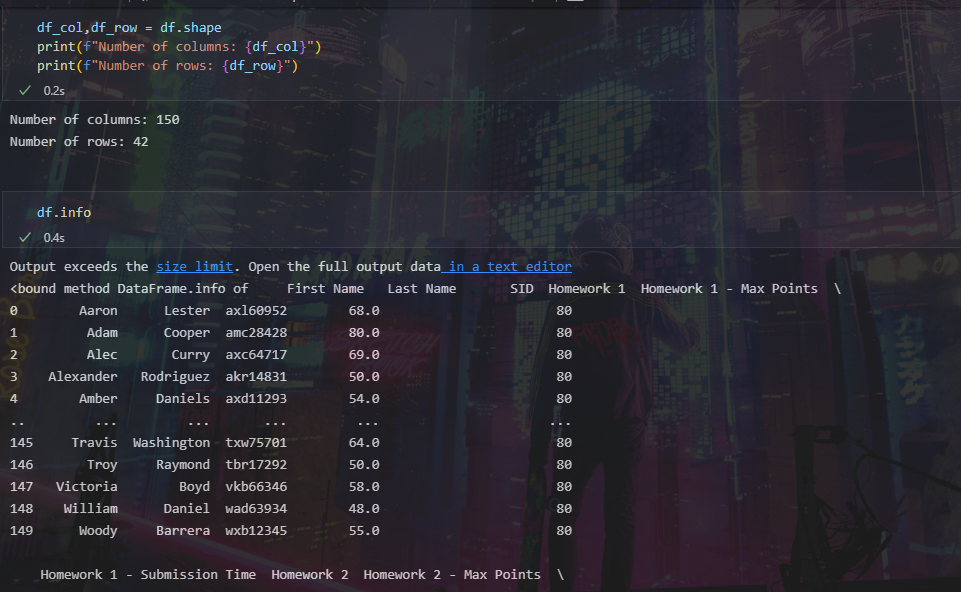 df_col,df_row = df.shape
print(f"Number of columns: {df_col}")
print(f"Number of rows: {df_row}")
0.2s
Number of columns: 150
Number of rows: 42
df.info
0.4s
Output exceeds the size limit. Open the full output data in a text editor
<bound method DataFrame.info of     First Name   Last Name       SID  Homework 1  Homework 1 - Max Points  \
0        Aaron      Lester  axl60952        68.0                       80
1         Adam      Cooper  amc28428        80.0                       80
2         Alec       Curry  axc64717        69.0                       80
3    Alexander   Rodriguez  akr14831        50.0                       80
4        Amber     Daniels  axd11293        54.0                       80
..         ...         ...       ...         ...                      ...
145     Travis  Washington  txw75701        64.0                       80
146       Troy     Raymond  tbr17292        50.0                       80
147   Victoria        Boyd  vkb66346        58.0                       80
148    William      Daniel  wad63934        48.0                       80
149      Woody     Barrera  wxb12345        55.0                       80
Homework 1 - Submission Time  Homework 2  Homework 2 - Max Points  \